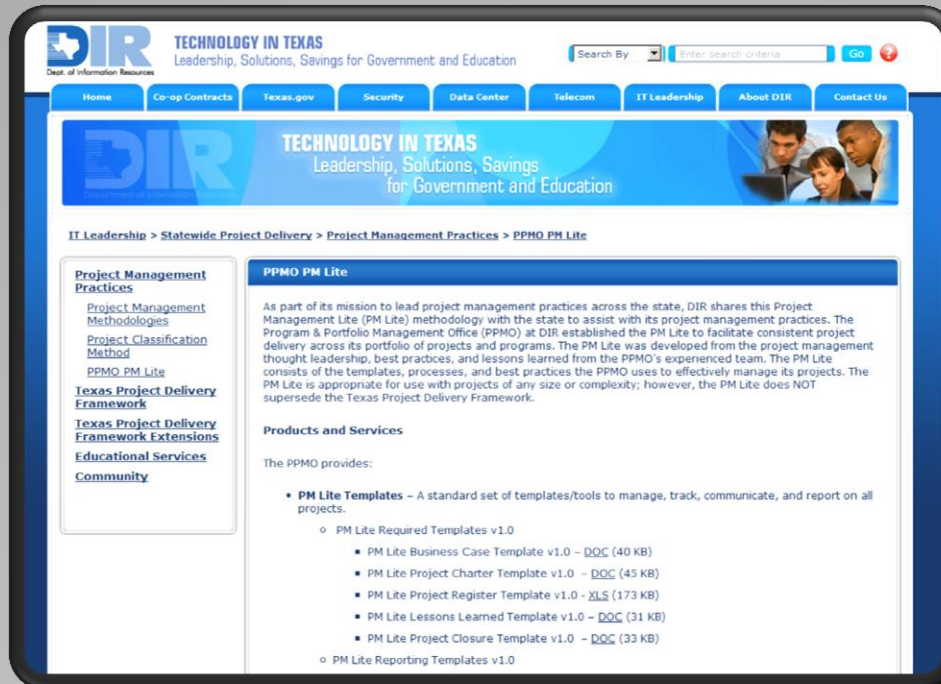 DIR
Dept. of Information Resources
TECHNOLOGY IN TEXAS
Leadership, Solutions, Savings for Government and Education
Search By
Enter search criteria
Go
?
Home
Co-op Contracts
Texas.gov
Security
Data Center
Telecom
IT Leadership
About DIR
Contact Us
DIR
Department of Information Resources
TECHNOLOGY IN TEXAS
Leadership, Solutions, Savings
for Government and Education
IT Leadership > Statewide Project Delivery > Project Management Practices > PPMO PM Lite
Project Management
Practices
Project Management
Methodologies
Project Classification
Method
PPMO PM Lite
Texas Project Delivery
Framework
Texas Project Delivery
Framework Extensions
Educational Services
Community
PPMO PM Lite
As part of its mission to lead project management practices across the state, DIR shares this Project
Management Lite (PM Lite) methodology with the state to assist with its project management practices. The
Program & Portfolio Management Office (PPMO) at DIR established the PM Lite to facilitate consistent project
delivery across its portfolio of projects and programs. The PM Lite was developed from the project management
thought leadership, best practices, and lessons learned from the PPMO's experienced team. The PM Lite
consists of the templates, processes, and best practices the PPMO uses to effectively manage its projects. The
PM Lite is appropriate for use with projects of any size or complexity; however, the PM Lite does NOT
supersede the Texas Project Delivery Framework.
Products and Services
The PPMO provides:
• PM Lite Templates – A standard set of templates/tools to manage, track, communicate, and report on all
projects.
o PM Lite Required Templates v1.0
▪ PM Lite Business Case Template v1.0 – DOC (40 KB)
▪ PM Lite Project Charter Template v1.0 – DOC (45 KB)
▪ PM Lite Project Register Template v1.0 - XLS (173 KB)
▪ PM Lite Lessons Learned Template v1.0 – DOC (31 KB)
▪ PM Lite Project Closure Template v1.0 – DOC (33 KB)
o PM Lite Reporting Templates v1.0